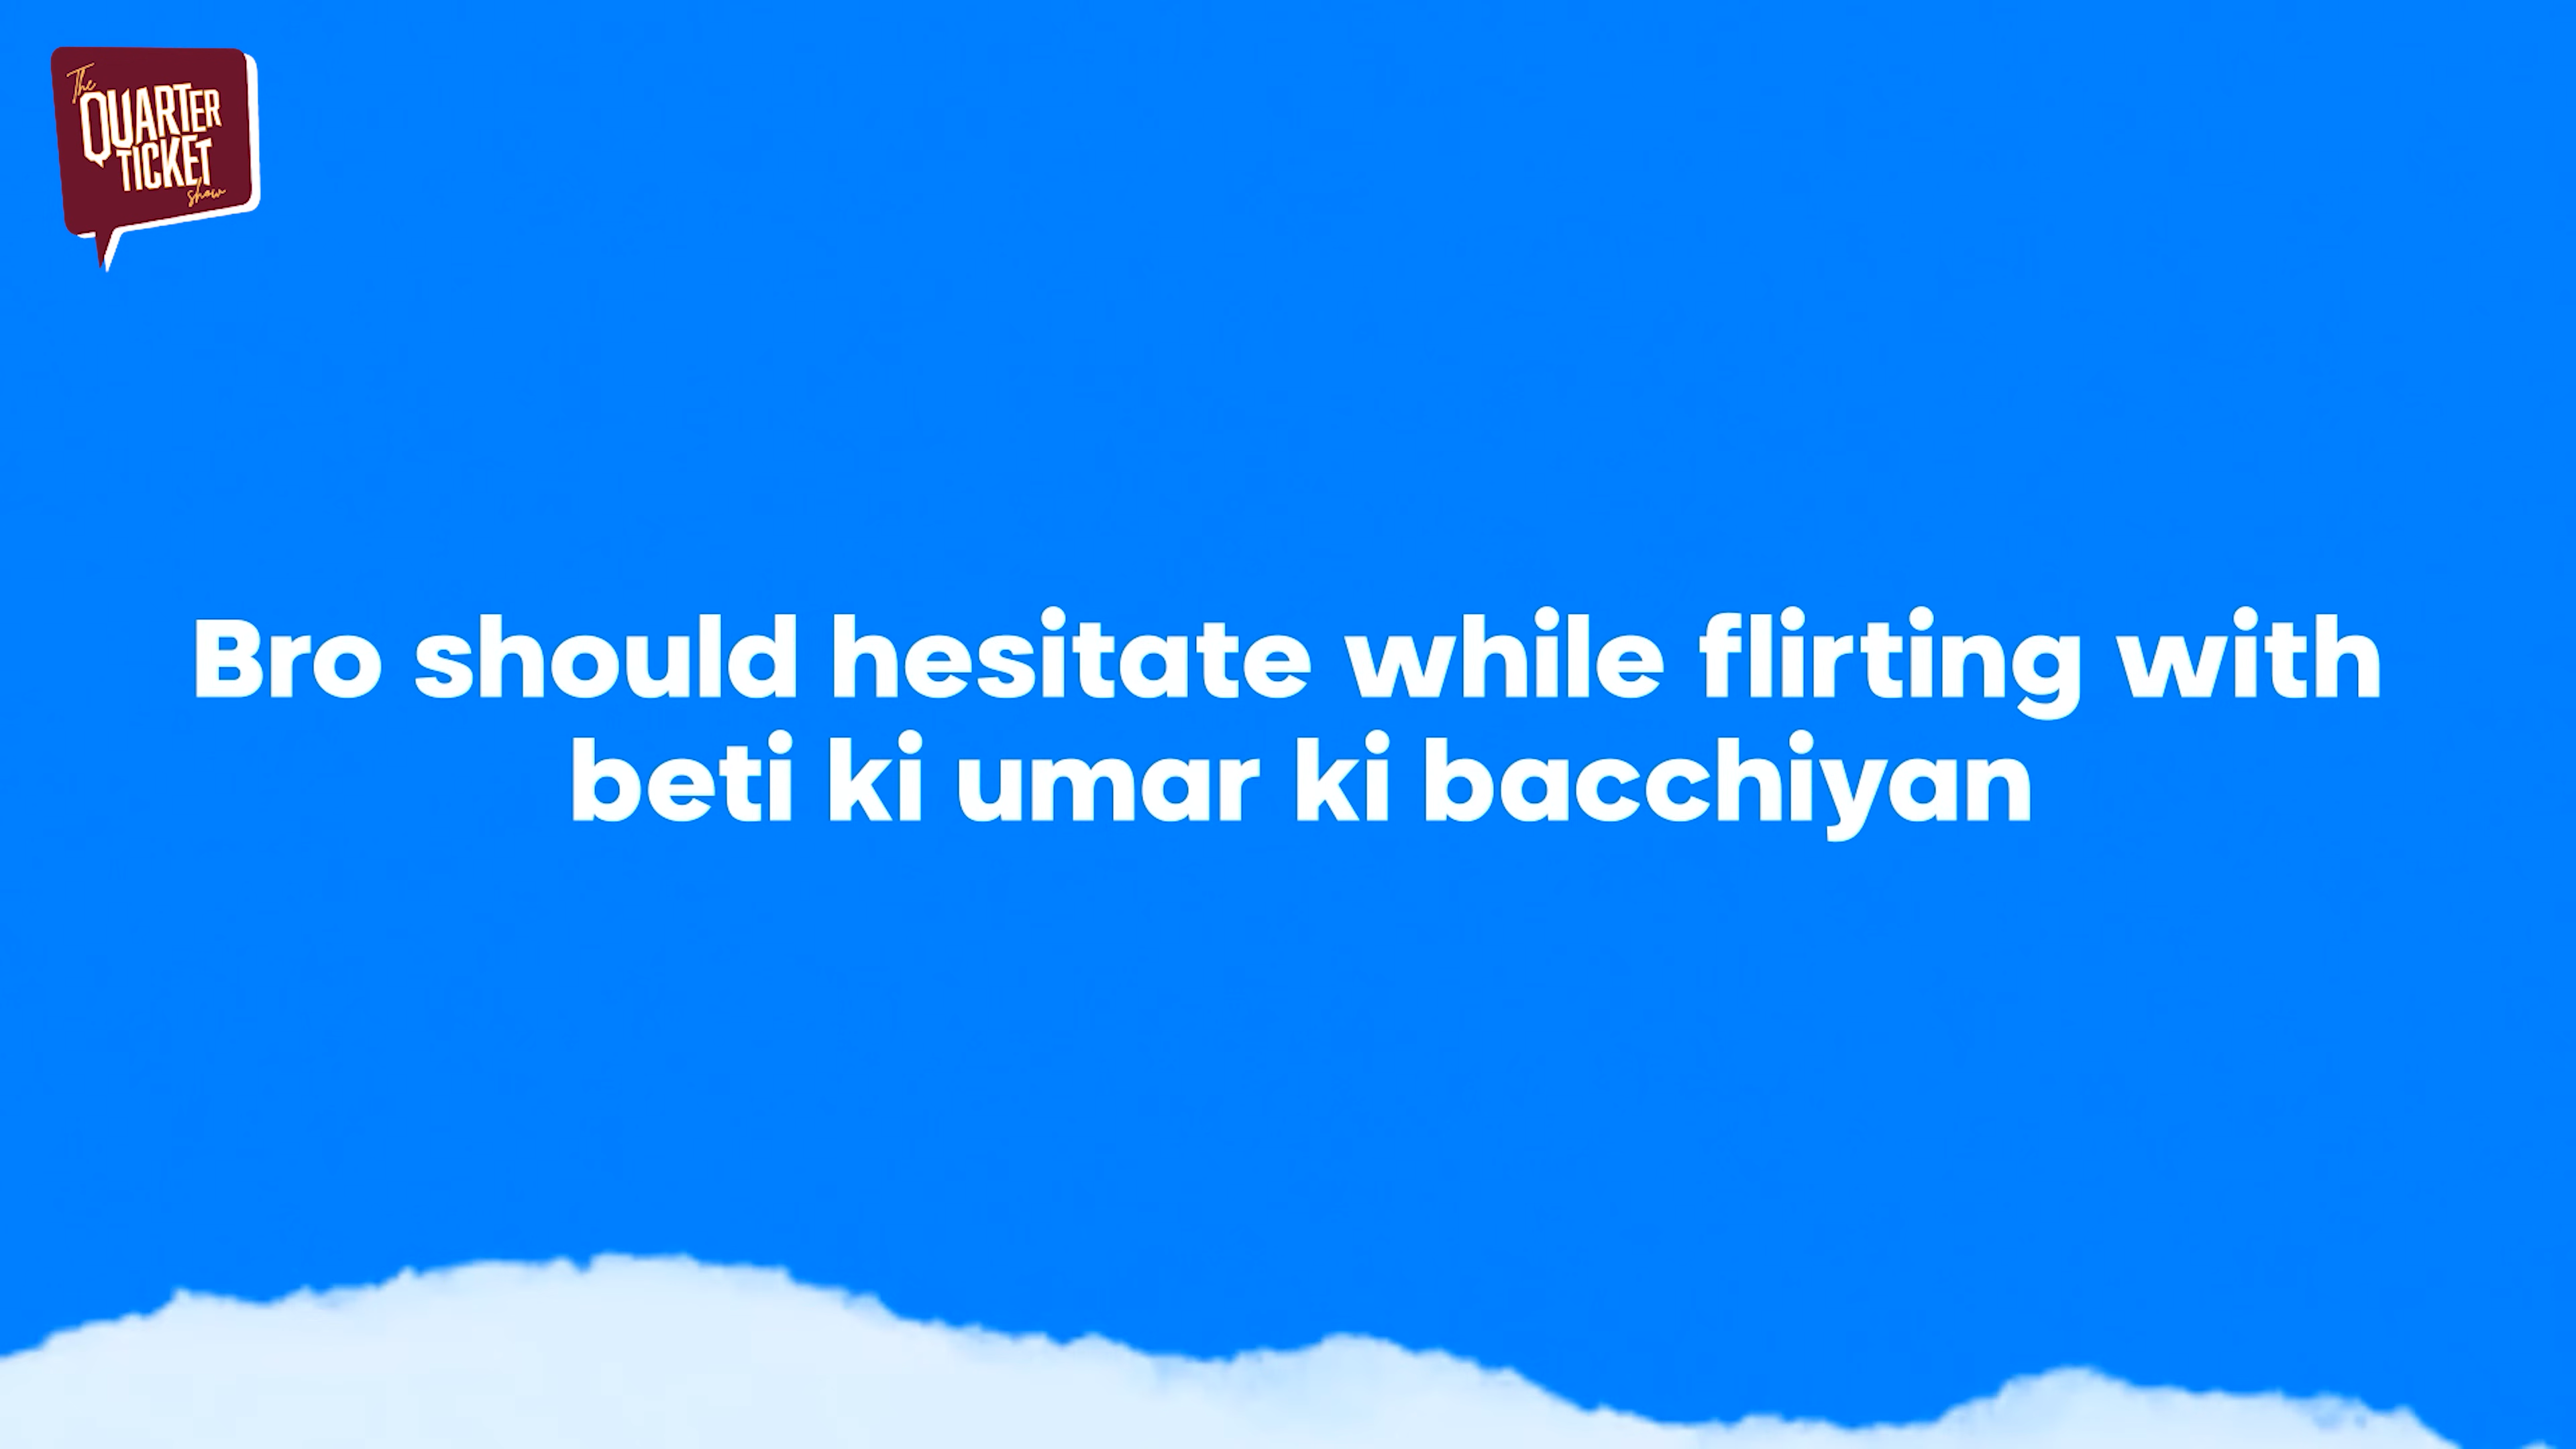 The
QUARTER
TICKET
show
Bro should hesitate while flirting with
beti ki umar ki bacchiyan